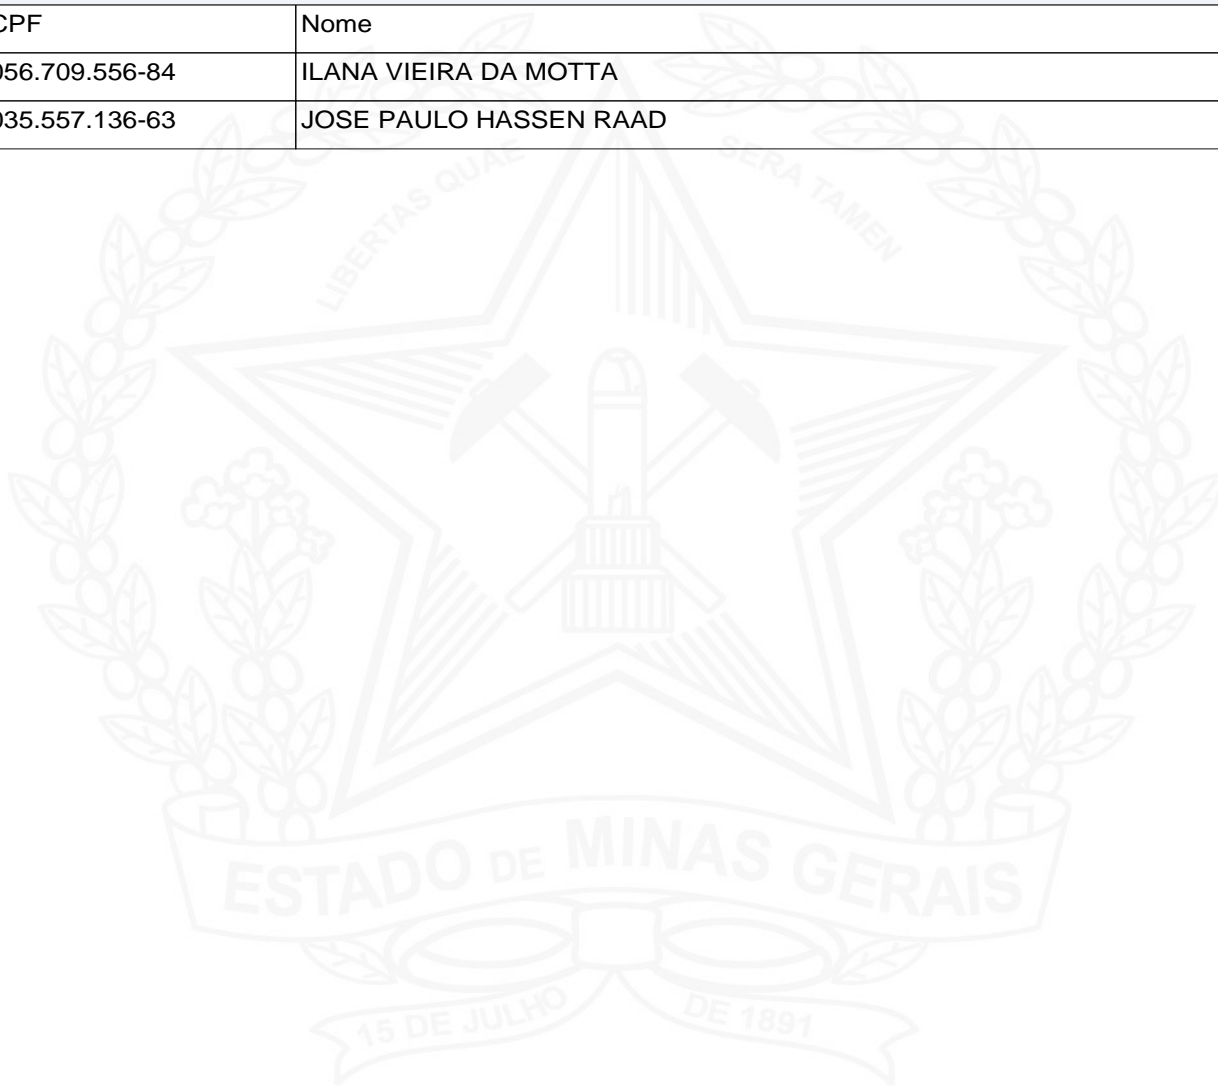 CPF Nome
056.709.556-84 ILANA VIEIRA DA MOTTA
035.557.136-63 JOSE PAULO HASSEN RAAD
LIBERTAS QUAE SERA TAMEN
ESTADO DE MINAS GERAIS
15 DE JULHO DE 1891